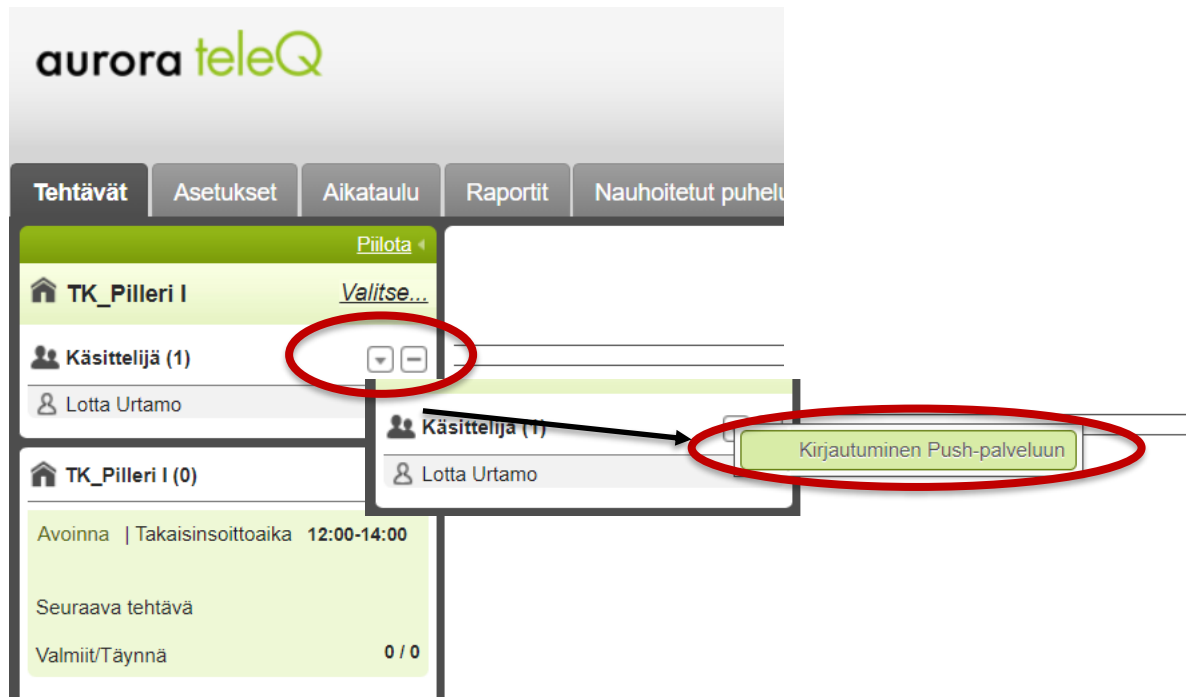 aurora teleQ
Tehtävät Asetukset Aikataulu Raportit Nauhoitetut puhelu
Piilota
TK_Pilleri I Valitse...
Käsittelijä (1)
Lotta Urtamo
Käsittelijä (1)
Kirjautuminen Push-palveluun
Lotta Urtamo
TK_Pilleri I (0)
Avoinna | Takaisinsoittoaika 12:00-14:00
Seuraava tehtävä
Valmiit/Täynnä 0 / 0